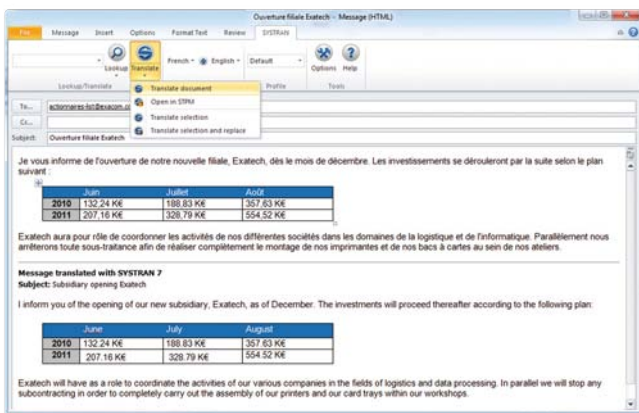 Ouverture filiale Exatech - Message (HTML)
File Message Insert Options Format Text Review SYSTRAN
Lookup Translate French English Default Options Help
Lookup/Translate Profile Tools
Translate document
Open in STPM
Translate selection
Translate selection and replace
To... actionnaires-list@exacom.co
Cc...
Subject: Ouverture filiale Exatech
Je vous informe de l'ouverture de notre nouvelle filiale, Exatech, dès le mois de décembre. Les investissements se dérouleront par la suite selon le plan
suivant :
Juin Juillet Août
2010 132,24 K€ 188,83 K€ 357,63 K€
2011 207,16 K€ 328,79 K€ 554,52 K€
Exatech aura pour rôle de coordonner les activités de nos différentes sociétés dans les domaines de la logistique et de l'informatique. Parallèlement nous
arrêterons toute sous-traitance afin de réaliser complètement le montage de nos imprimantes et de nos bacs à cartes au sein de nos ateliers.
Message translated with SYSTRAN 7
Subject: Subsidiary opening Exatech
I inform you of the opening of our new subsidiary, Exatech, as of December. The investments will proceed thereafter according to the following plan:
June July August
2010 132.24 K€ 188.83 K€ 357.63 K€
2011 207.16 K€ 328.79 K€ 554.52 K€
Exatech will have as a role to coordinate the activities of our various companies in the fields of logistics and data processing. In parallel we will stop any
subcontracting in order to completely carry out the assembly of our printers and our card trays within our workshops.